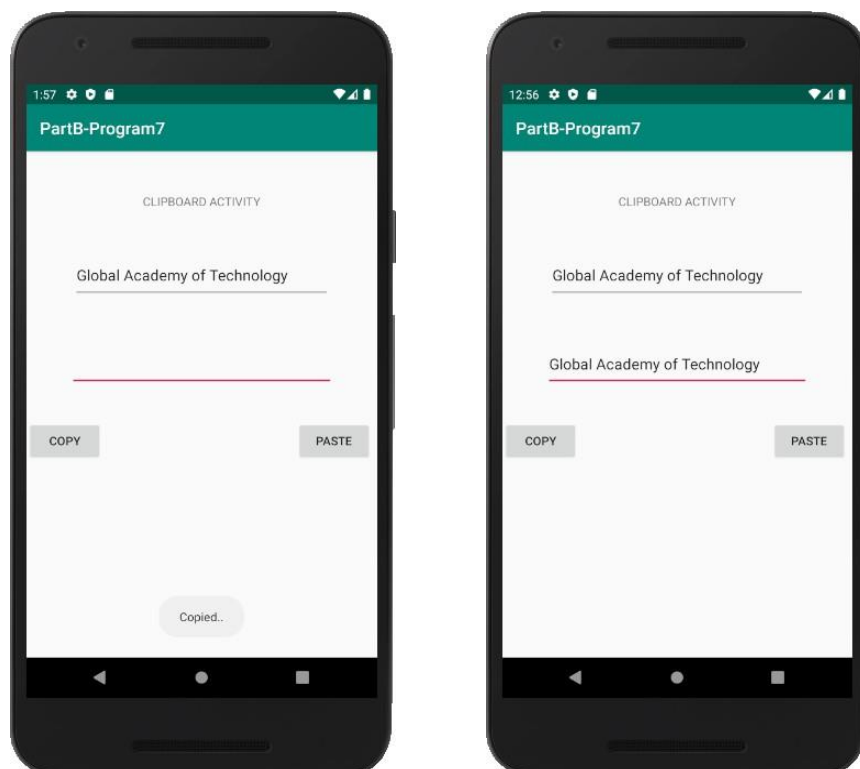 1:57
PartB-Program7
CLIPBOARD ACTIVITY
Global Academy of Technology
COPY PASTE
Copied..
12:56
PartB-Program7
CLIPBOARD ACTIVITY
Global Academy of Technology
Global Academy of Technology
COPY PASTE